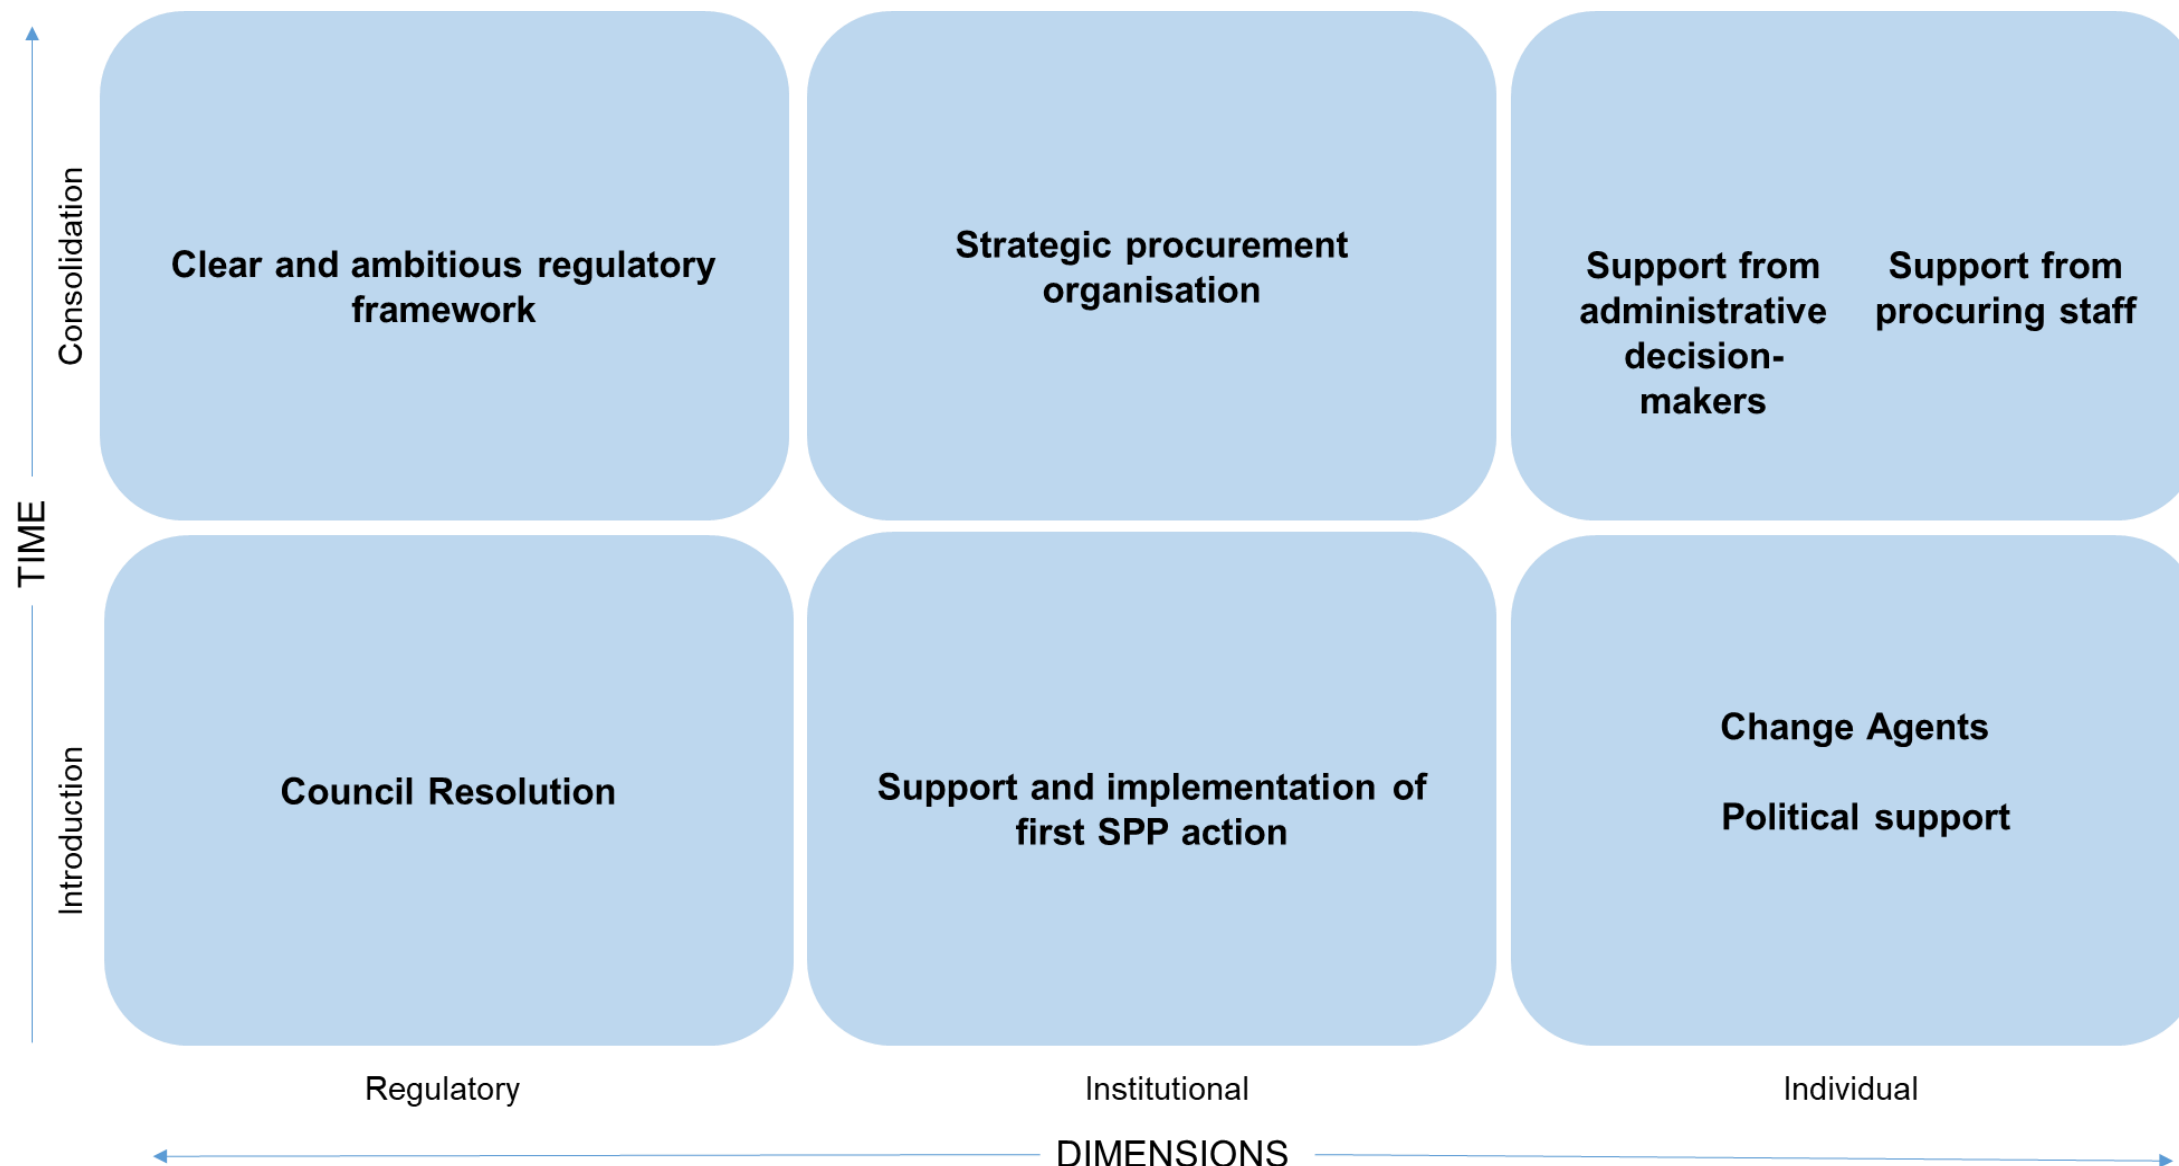 Consolidation
Clear and ambitious regulatory
framework
Strategic procurement
organisation
Support from
administrative
decision-
makers
Support from
procuring staff
TIME
Introduction
Council Resolution
Support and implementation of
first SPP action
Change Agents
Political support
Regulatory
Institutional
Individual
DIMENSIONS